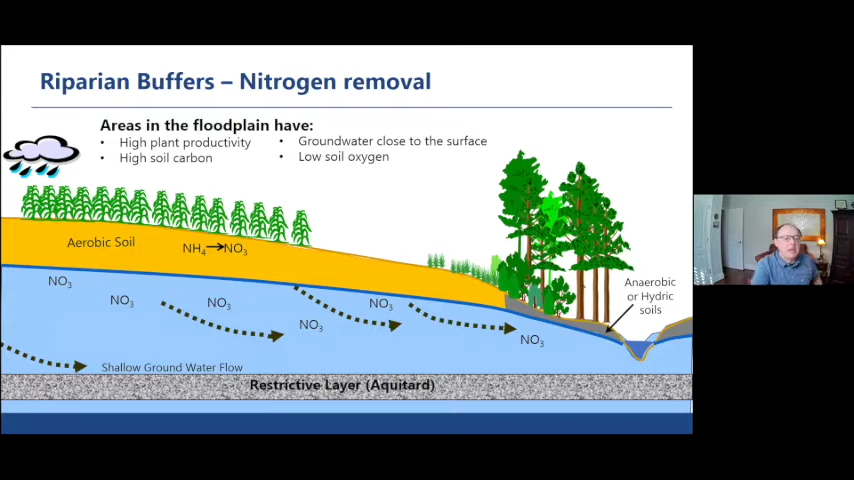 Riparian Buffers – Nitrogen removal
Areas in the floodplain have:
• High plant productivity
• High soil carbon
• Groundwater close to the surface
• Low soil oxygen
Aerobic Soil
NH4 → NO3
NO3
NO3
NO3
NO3
NO3
NO3
Anaerobic
or Hydric
soils
Shallow Ground Water Flow
Restrictive Layer (Aquitard)